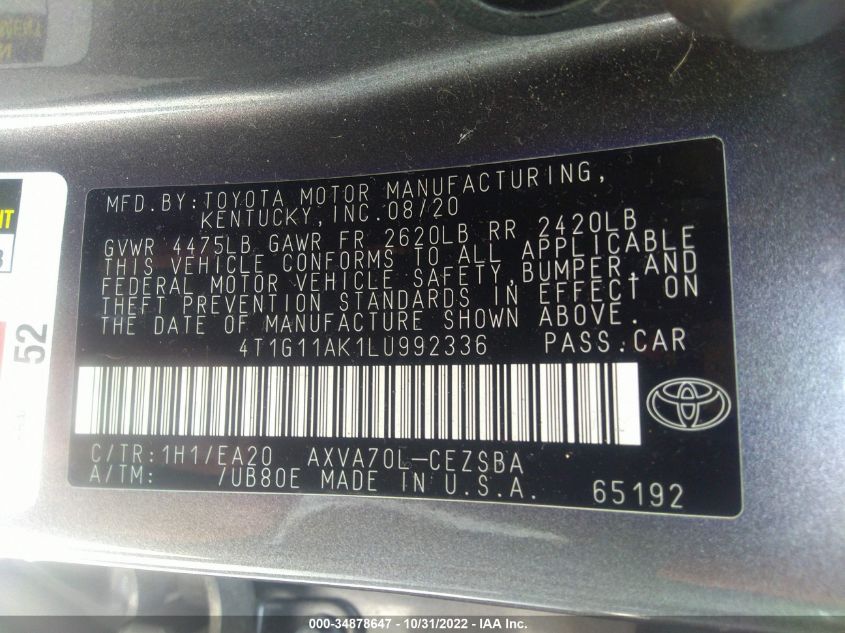 MFD.BY:TOYOTA MOTOR MANUFACTURING,
KENTUCKY,INC.08/20
GVWR 4475LB GAWR FR 2620LB RR 2420LB
THIS VEHICLE CONFORMS TO ALL APPLICABLE
FEDERAL MOTOR VEHICLE SAFETY,BUMPER,AND
THEFT PREVENTION STANDARDS IN EFFECT ON
THE DATE OF MANUFACTURE SHOWN ABOVE.
4T1G11AK1LU992336 PASS.CAR
C/TR:1H1/EA20 AXVA70L-CEZSBA
A/TM: /UB80E MADE IN U.S.A. 65192
52
000-34878647 / 10/31/2022 - IAA Inc.